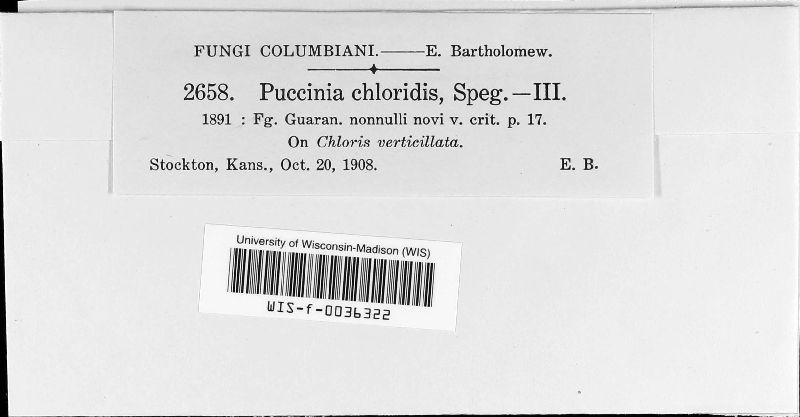 FUNGI COLUMBIANI.——E. Bartholomew.
2658. Puccinia chloridis, Speg.—III.
1891 : Fg. Guaran. nonnulli novi v. crit. p. 17.
On Chloris verticillata.
Stockton, Kans., Oct. 20, 1908. E. B.
University of Wisconsin-Madison (WIS)
WIS-f-0036322